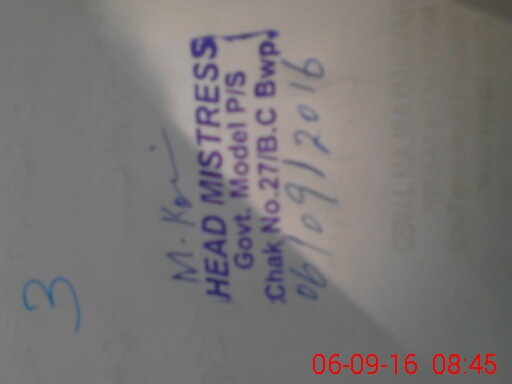 HEAD MISTRESS
Govt. Model P/S
Chak No.27/B.C Bwp.
06/09/2016
3
06-09-16 08:45